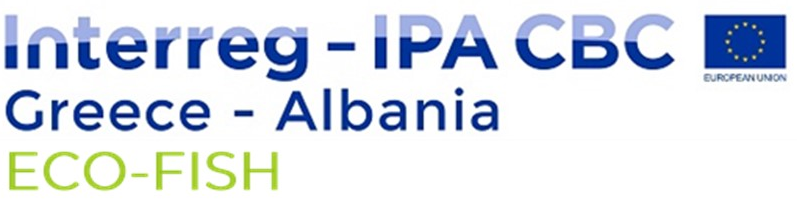 Interreg - IPA CBC
EUROPEAN UNION
Greece - Albania
ECO-FISH